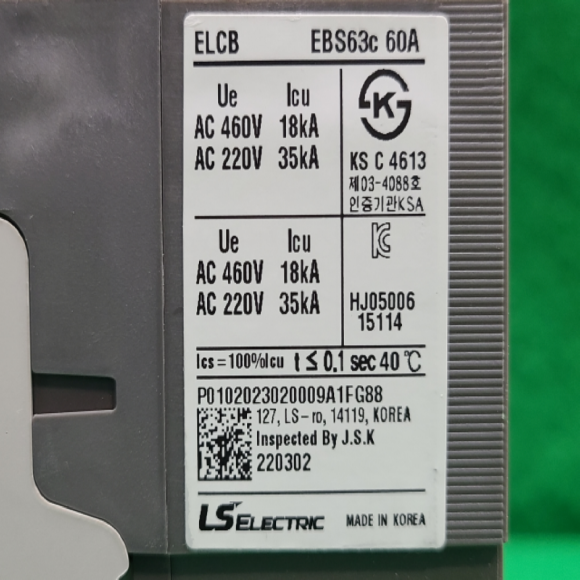 ELCB EBS63c 60A
Ue Icu
AC 460V 18kA
AC 220V 35kA
K
KS C 4613
제03-4088호
인증기관KSA
Ue Icu
AC 460V 18kA
AC 220V 35kA
HJ05006
15114
Ics=100%Icu t≤0.1 sec 40℃
P0102023020009A1FG88
127, LS-ro, 14119, KOREA
Inspected By J.S.K
220302
LS ELECTRIC MADE IN KOREA